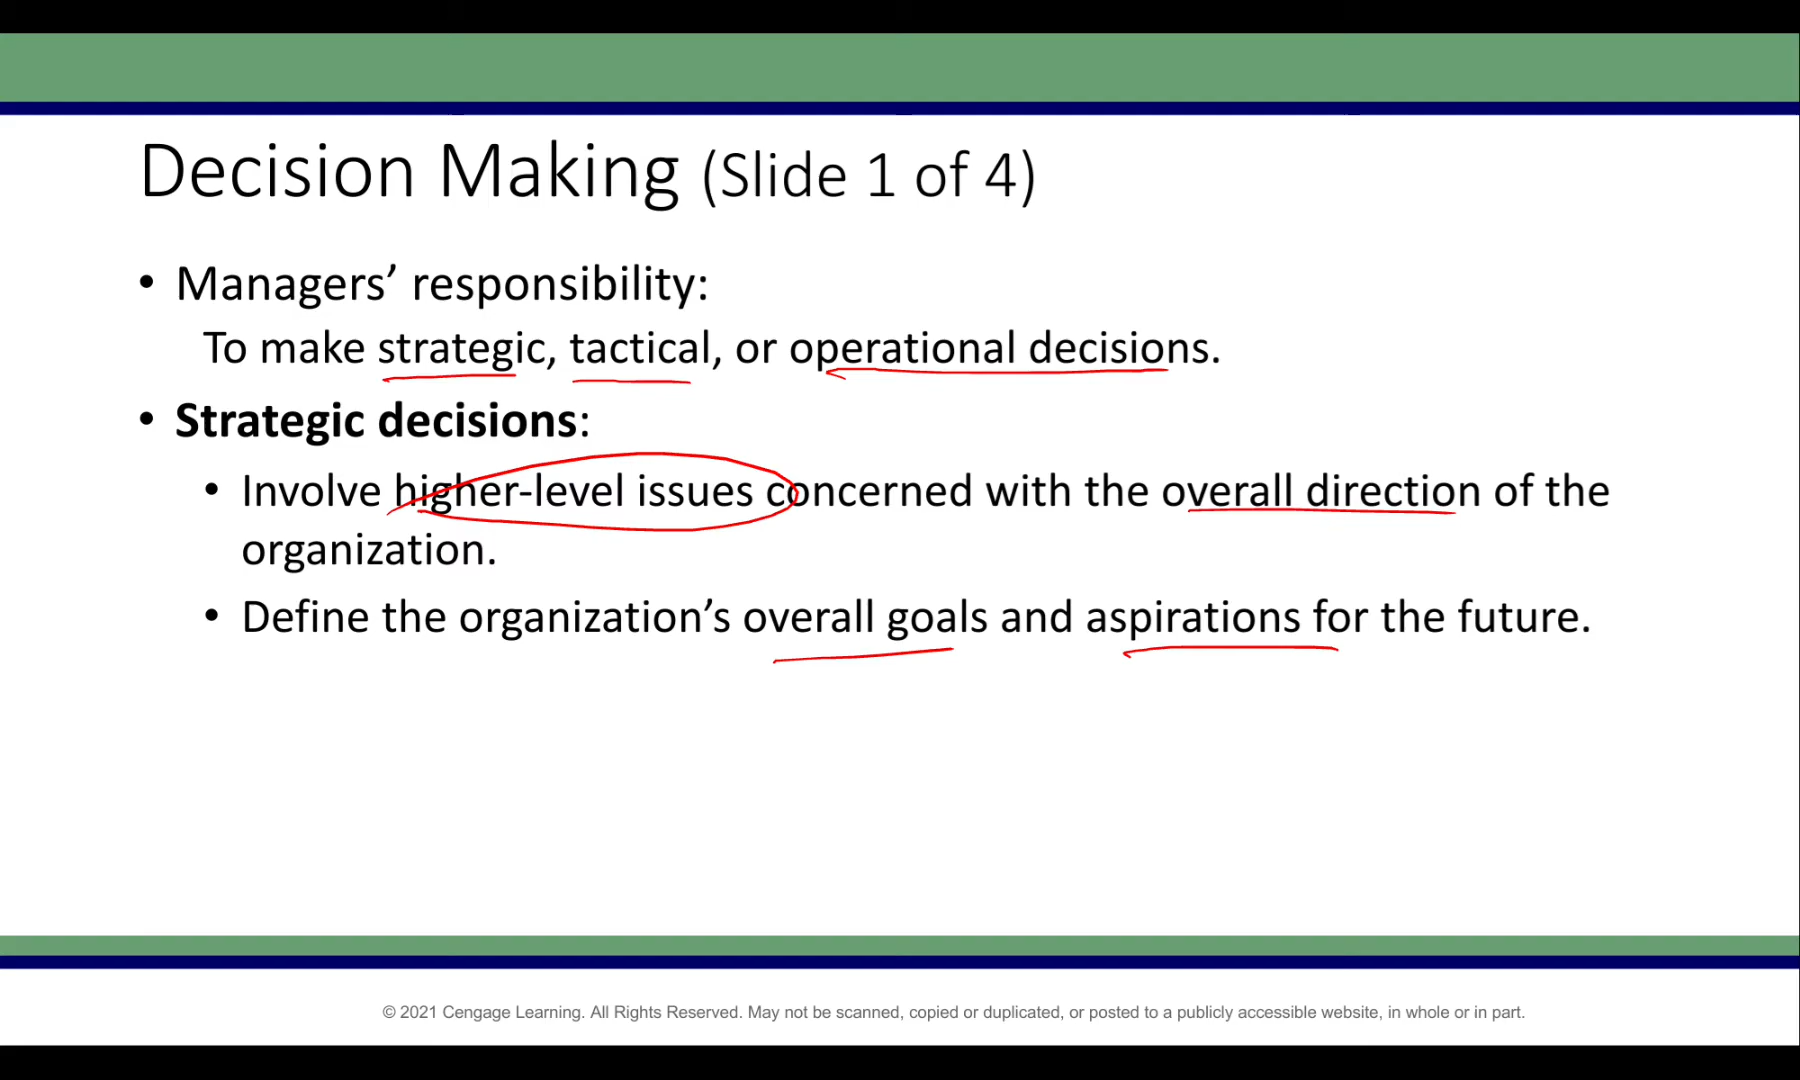 Decision Making (Slide 1 of 4)
• Managers’ responsibility:
To make strategic, tactical, or operational decisions.
• Strategic decisions:
• Involve higher-level issues concerned with the overall direction of the
organization.
• Define the organization’s overall goals and aspirations for the future.
© 2021 Cengage Learning. All Rights Reserved. May not be scanned, copied or duplicated, or posted to a publicly accessible website, in whole or in part.